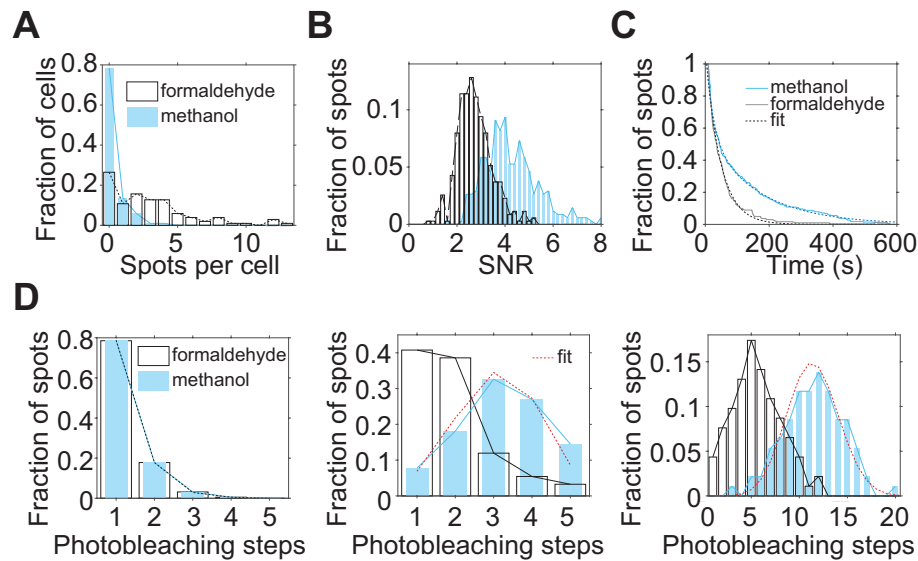 A
Fraction of cells
0.8
0.6
0.4
0.2
0
0
5
10
Spots per cell
formaldehyde
methanol
B
Fraction of spots
0.1
0.05
0
0
2
4
6
8
SNR
C
Fraction of spots
1
0.8
0.6
0.4
0.2
0
0
200
400
600
Time (s)
methanol
formaldehyde
fit
D
Fraction of spots
0.8
0.6
0.4
0.2
0
1 2 3 4 5
Photobleaching steps
formaldehyde
methanol
Fraction of spots
0.4
0.3
0.2
0.1
0
1 2 3 4 5
Photobleaching steps
fit
Fraction of spots
0.15
0.1
0.05
0
0 5 10 15 20
Photobleaching steps